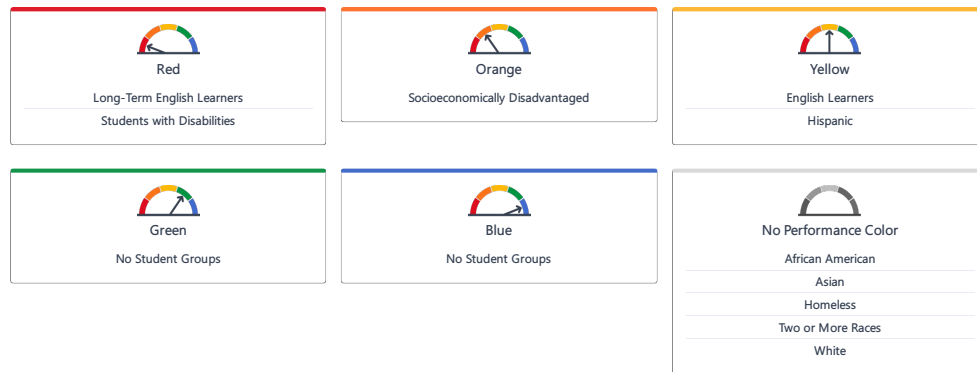 Red
Long-Term English Learners
Students with Disabilities
Orange
Socioeconomically Disadvantaged
Yellow
English Learners
Hispanic
Green
No Student Groups
Blue
No Student Groups
No Performance Color
African American
Asian
Homeless
Two or More Races
White